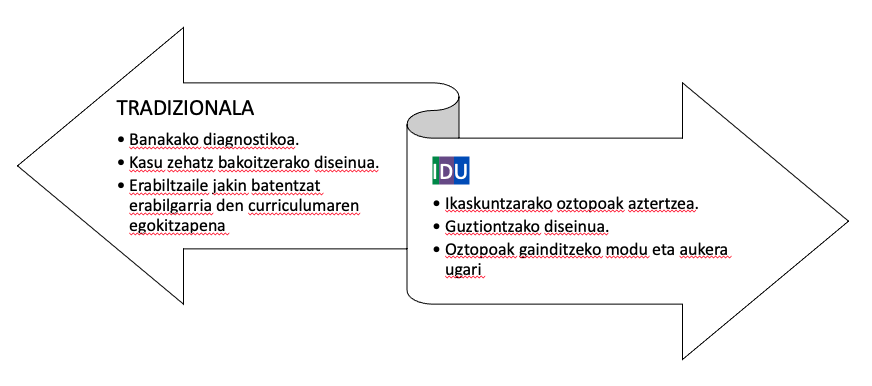 TRADIZIONALA
• Banakako diagnostikoa.
• Kasu zehatz bakoitzerako diseinua.
• Erabiltzaile jakin batentzat
erabilgarria den curriculumaren
egokitzapena
IDU
• Ikaskuntzarako oztopoak aztertzea.
• Guztiontzako diseinua.
• Oztopoak gainditzeko modu eta aukera
ugari